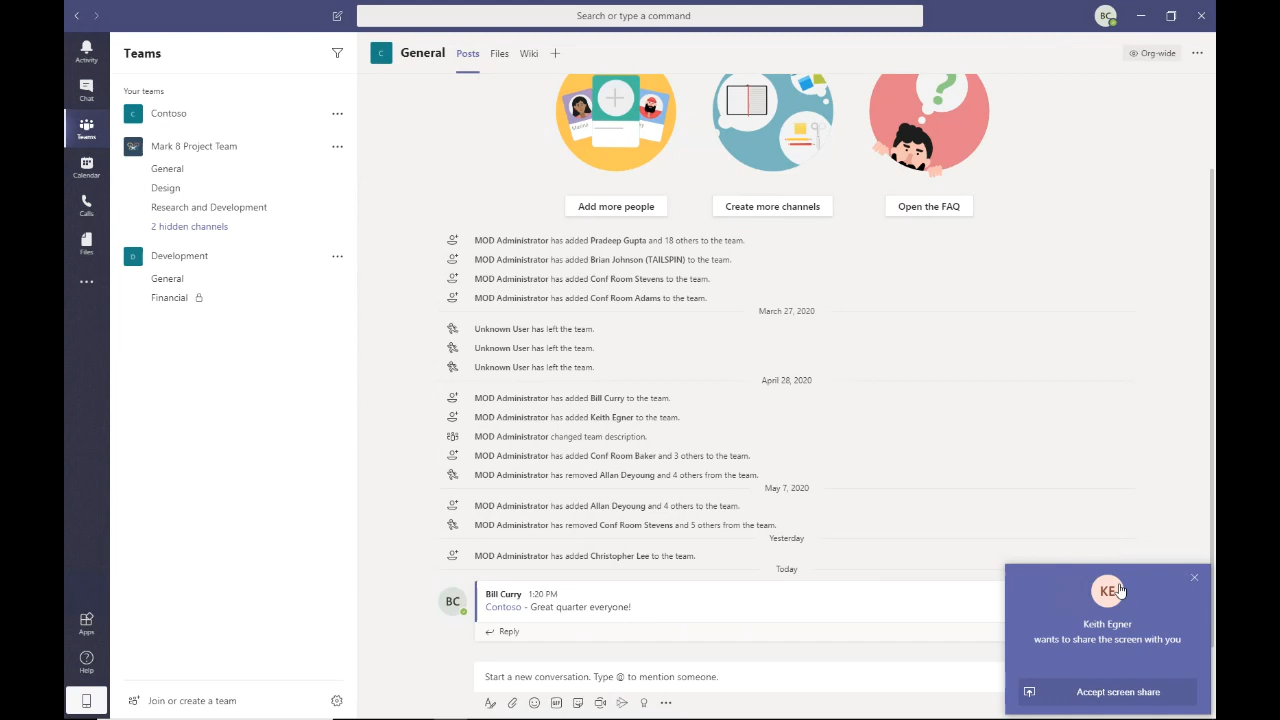 Search or type a command
BC
Activity
Chat
Teams
Calendar
Calls
Files
Apps
Help
Teams
Your teams
C Contoso
Mark 8 Project Team
General
Design
Research and Development
2 hidden channels
D Development
General
Financial
Join or create a team
C General Posts Files Wiki
Org-wide
Add more people
Create more channels
Open the FAQ
MOD Administrator has added Pradeep Gupta and 18 others to the team.
MOD Administrator has added Brian Johnson (TAILSPIN) to the team.
MOD Administrator has added Conf Room Stevens to the team.
MOD Administrator has added Conf Room Adams to the team.
March 27, 2020
Unknown User has left the team.
Unknown User has left the team.
Unknown User has left the team.
April 28, 2020
MOD Administrator has added Bill Curry to the team.
MOD Administrator has added Keith Egner to the team.
MOD Administrator changed team description.
MOD Administrator has added Conf Room Baker and 3 others to the team.
MOD Administrator has removed Allan Deyoung and 4 others from the team.
May 7, 2020
MOD Administrator has added Allan Deyoung and 4 others to the team.
MOD Administrator has removed Conf Room Stevens and 5 others from the team.
Yesterday
MOD Administrator has added Christopher Lee to the team.
Today
BC
Bill Curry 1:20 PM
Contoso - Great quarter everyone!
Reply
Start a new conversation. Type @ to mention someone.
GIF
KE
Keith Egner
wants to share the screen with you
Accept screen share